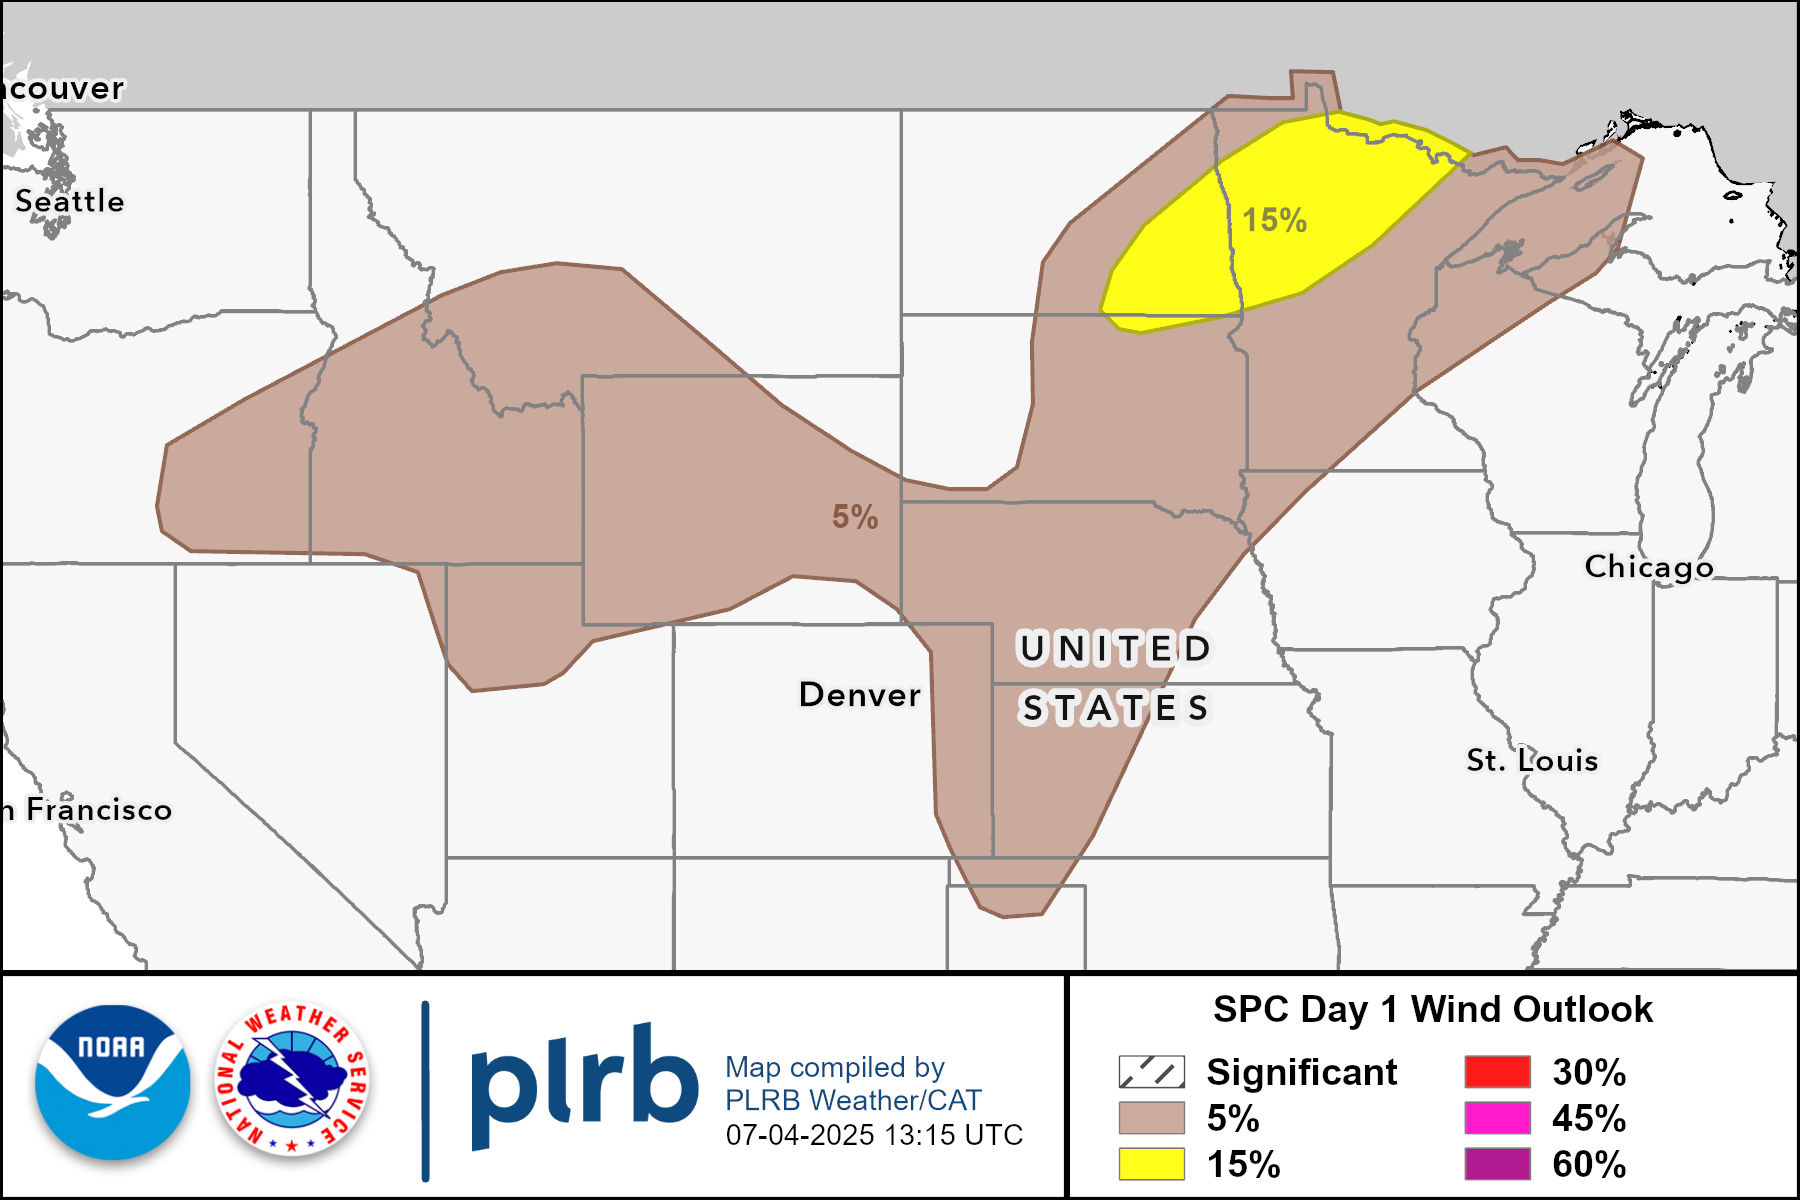 ncouver
Seattle
15%
5%
Chicago
UNITED
STATES
Denver
St. Louis
n Francisco
NOAA
NATIONAL WEATHER SERVICE
plrb
Map compiled by
PLRB Weather/CAT
07-04-2025 13:15 UTC
SPC Day 1 Wind Outlook
Significant
5%
15%
30%
45%
60%